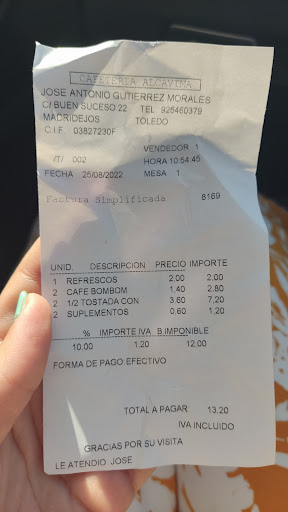 CAFETERIA ALCAVIMA
JOSE ANTONIO GUTIERREZ MORALES
C/ BUEN SUCESO 22 TEL 925460379
MADRIDEJOS TOLEDO
C.I.F. 03827230F
VENDEDOR 1
/T/ 002 HORA 10:54:45
FECHA 25/08/2022 MESA 1
Factura Simplificada 8169
UNID. DESCRIPCION PRECIO IMPORTE
1 REFRESCOS 2,00 2,00
2 CAFE BOMBOM 1,40 2,80
2 1/2 TOSTADA CON 3,60 7,20
2 SUPLEMENTOS 0,60 1,20
% IMPORTE IVA B.IMPONIBLE
10,00 1,20 12,00
FORMA DE PAGO:EFECTIVO
TOTAL A PAGAR: 13,20
IVA INCLUIDO
GRACIAS POR SU VISITA
LE ATENDIO JOSE